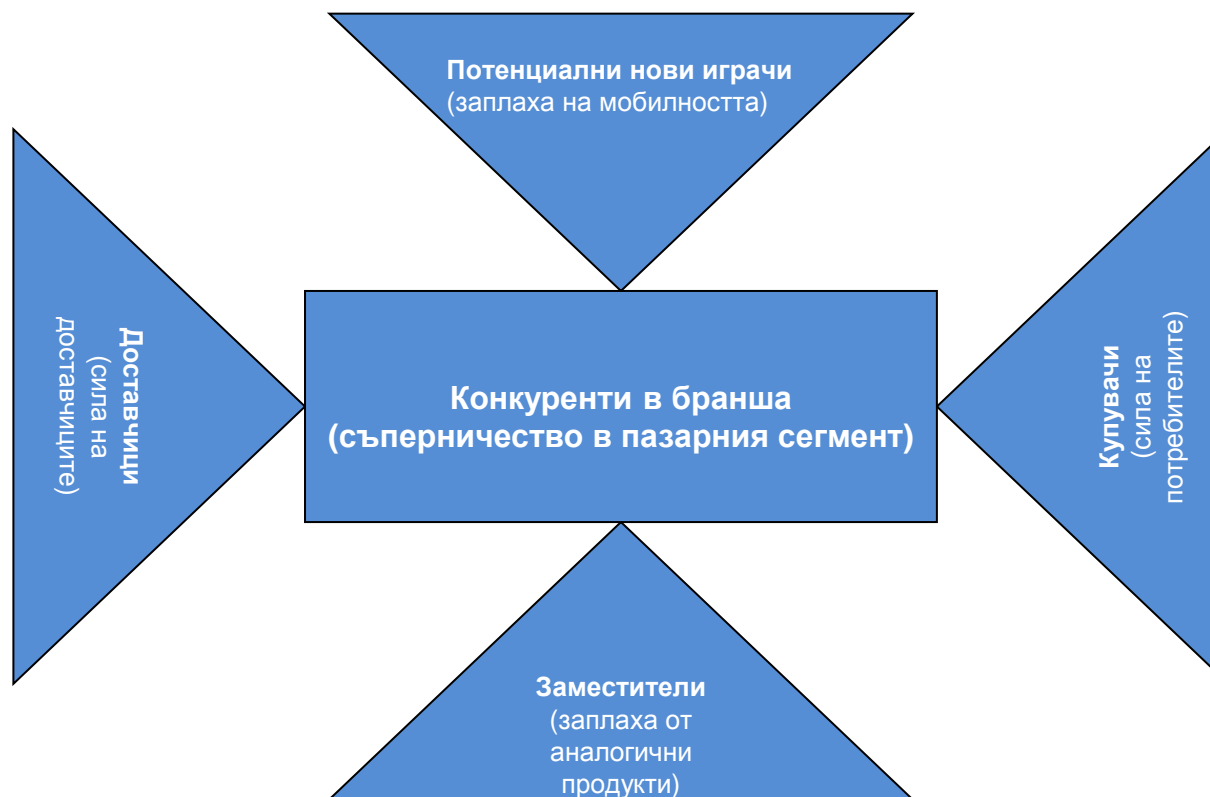 Потенциални нови играчи
(заплаха на мобилността)
Доставчици
(сила на
доставчиците)
Конкуренти в бранша
(съперничество в пазарния сегмент)
Купувачи
(сила на
потребителите)
Заместители
(заплаха от
аналогични
продукти)